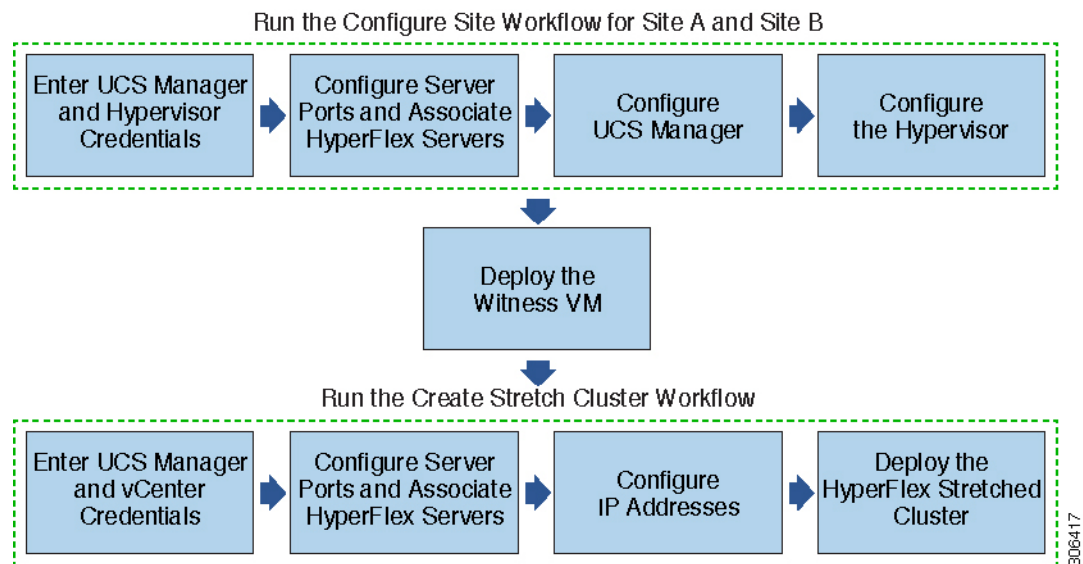 Run the Configure Site Workflow for Site A and Site B
Enter UCS Manager
and Hypervisor
Credentials
Configure Server
Ports and Associate
HyperFlex Servers
Configure
UCS Manager
Configure
the Hypervisor
Deploy the
Witness VM
Run the Create Stretch Cluster Workflow
Enter UCS Manager
and vCenter
Credentials
Configure Server
Ports and Associate
HyperFlex Servers
Configure
IP Addresses
Deploy the
HyperFlex Stretched
Cluster
306417